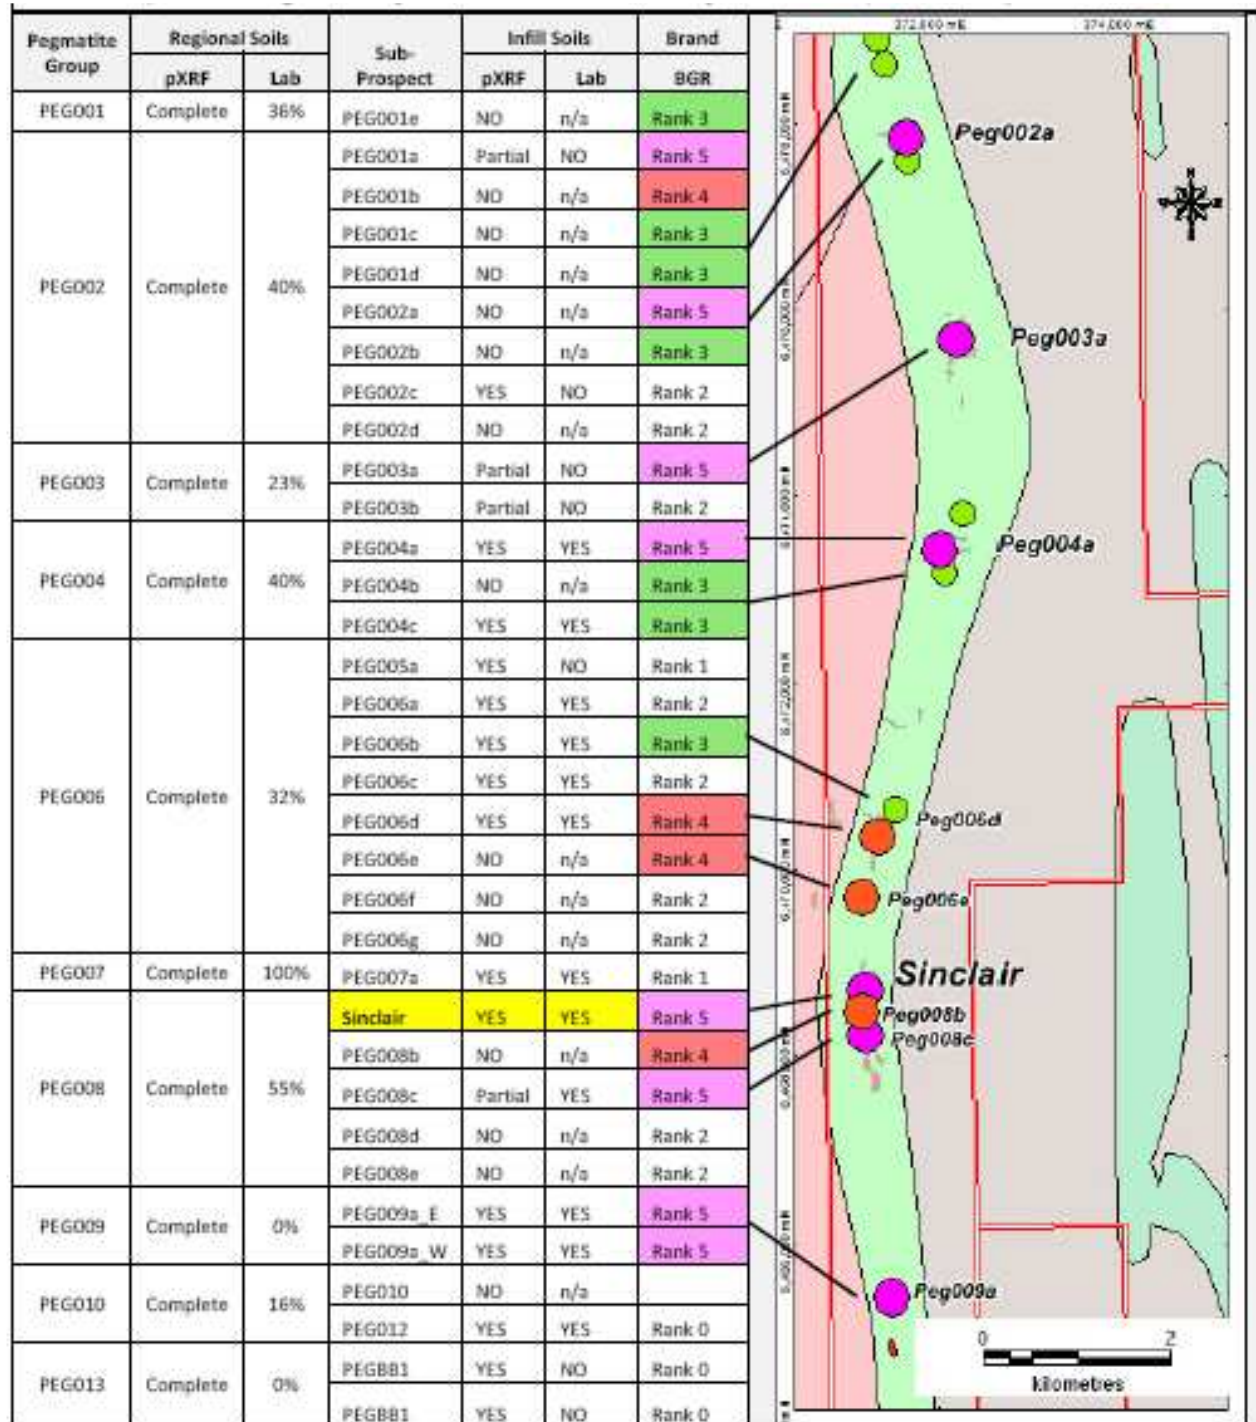 Pegmatite Group Regional Soils Sub-Prospect Infill Soils Brand
pXRF Lab pXRF Lab BGR
PEG001 Complete 36% PEG001e NO n/a Rank 3
PEG001a Partial NO Rank 5
PEG001b NO n/a Rank 4
PEG001c NO n/a Rank 3
PEG002 Complete 40% PEG001d NO n/a Rank 3
PEG002a NO n/a Rank 5
PEG002b NO n/a Rank 3
PEG002c YES NO Rank 2
PEG002d NO n/a Rank 2
PEG003 Complete 23% PEG003a Partial NO Rank 5
PEG003b Partial NO Rank 2
PEG004a YES YES Rank 5
PEG004 Complete 40% PEG004b NO n/a Rank 3
PEG004c YES YES Rank 3
PEG005a YES NO Rank 1
PEG006a YES YES Rank 2
PEG006b YES YES Rank 3
PEG006 Complete 32% PEG006c YES YES Rank 2
PEG006d YES YES Rank 4
PEG006e NO n/a Rank 4
PEG006f NO n/a Rank 2
PEG006g NO n/a Rank 2
PEG007 Complete 100% PEG007a YES YES Rank 1
Sinclair YES YES Rank 5
PEG008b NO n/a Rank 4
PEG008 Complete 55% PEG008c Partial YES Rank 5
PEG008d NO n/a Rank 2
PEG008e NO n/a Rank 2
PEG009 Complete 0% PEG009a_E YES YES Rank 5
PEG009a_W YES YES Rank 5
PEG010 Complete 16% PEG010 NO n/a
PEG012 YES YES Rank 0
PEG013 Complete 0% PEGBB1 YES NO Rank 0
PEGBB1 YES NO Rank 0
372,000 mE 374,000 mE
Peg002a
Peg003a
Peg004a
Peg006d
Peg006e
Sinclair
Peg008b
Peg008c
Peg009a
0 2
kilometres